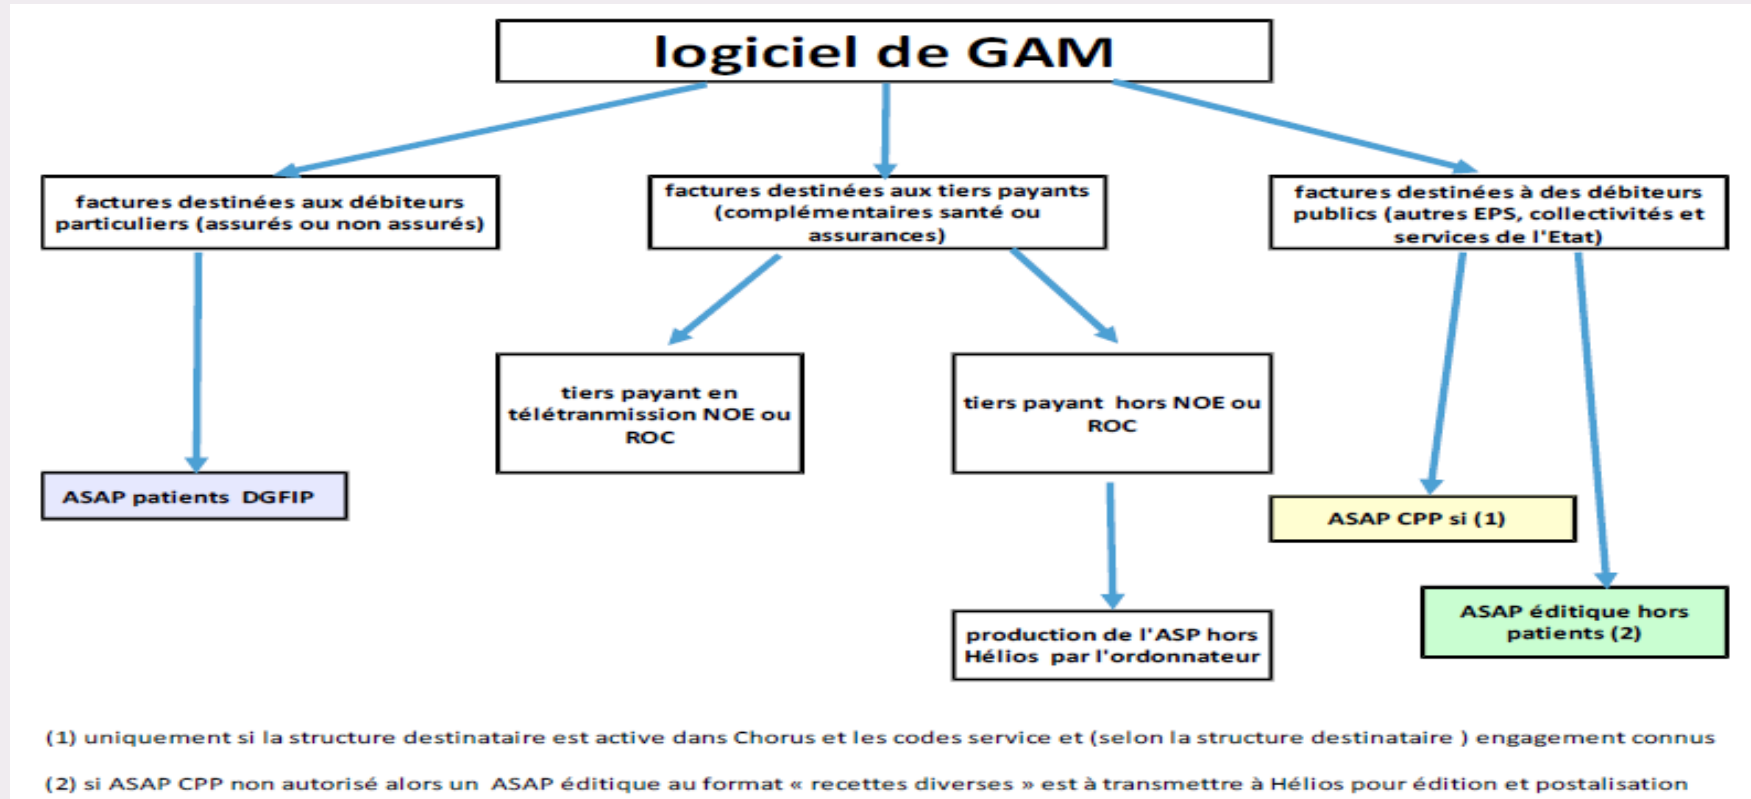 logiciel de GAM
factures destinées aux débiteurs
particuliers (assurés ou non assurés)
factures destinées aux tiers payants
(complémentaires santé ou
assurances)
factures destinées à des débiteurs
publics (autres EPS, collectivités et
services de l'Etat)
tiers payant en
télétranmission NOE ou
ROC
tiers payant hors NOE ou
ROC
ASAP patients DGFIP
ASAP CPP si (1)
ASAP éditique hors
patients (2)
production de l'ASP hors
Hélios par l'ordonnateur
(1) uniquement si la structure destinataire est active dans Chorus et les codes service et (selon la structure destinataire ) engagement connus
(2) si ASAP CPP non autorisé alors un ASAP éditique au format « recettes diverses » est à transmettre à Hélios pour édition et postalisation